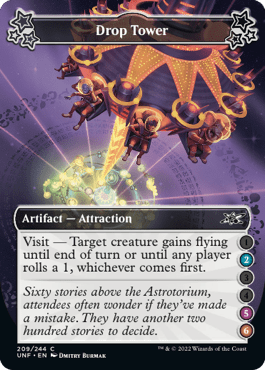 Drop Tower
Artifact — Attraction
Visit — Target creature gains flying
until end of turn or until any player
rolls a 1, whichever comes first.
Sixty stories above the Astrotorium,
attendees often wonder if they've made
a mistake. They have another two
hundred stories to decide.
1
2
3
4
5
6
209/244 C
UNF • EN Dmitry Burmak
™ & © 2022 Wizards of the Coast